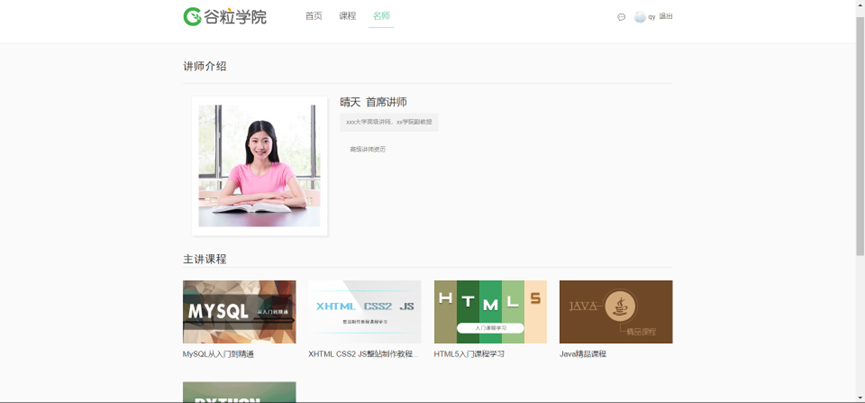 谷粒学院
首页 课程 名师
qy 退出
讲师介绍
晴天 首席讲师
xxx大学高级讲师，xx学院副教授
高级讲师资历
主讲课程
MYSQL 从入门到精通
XHTML CSS2 JS
整站制作教程课程学习
HTML5
入门课程学习
JAVA
精品课程
MySQL从入门到精通
XHTML CSS2 JS整站制作教程...
HTML5入门课程学习
Java精品课程
PYTHON